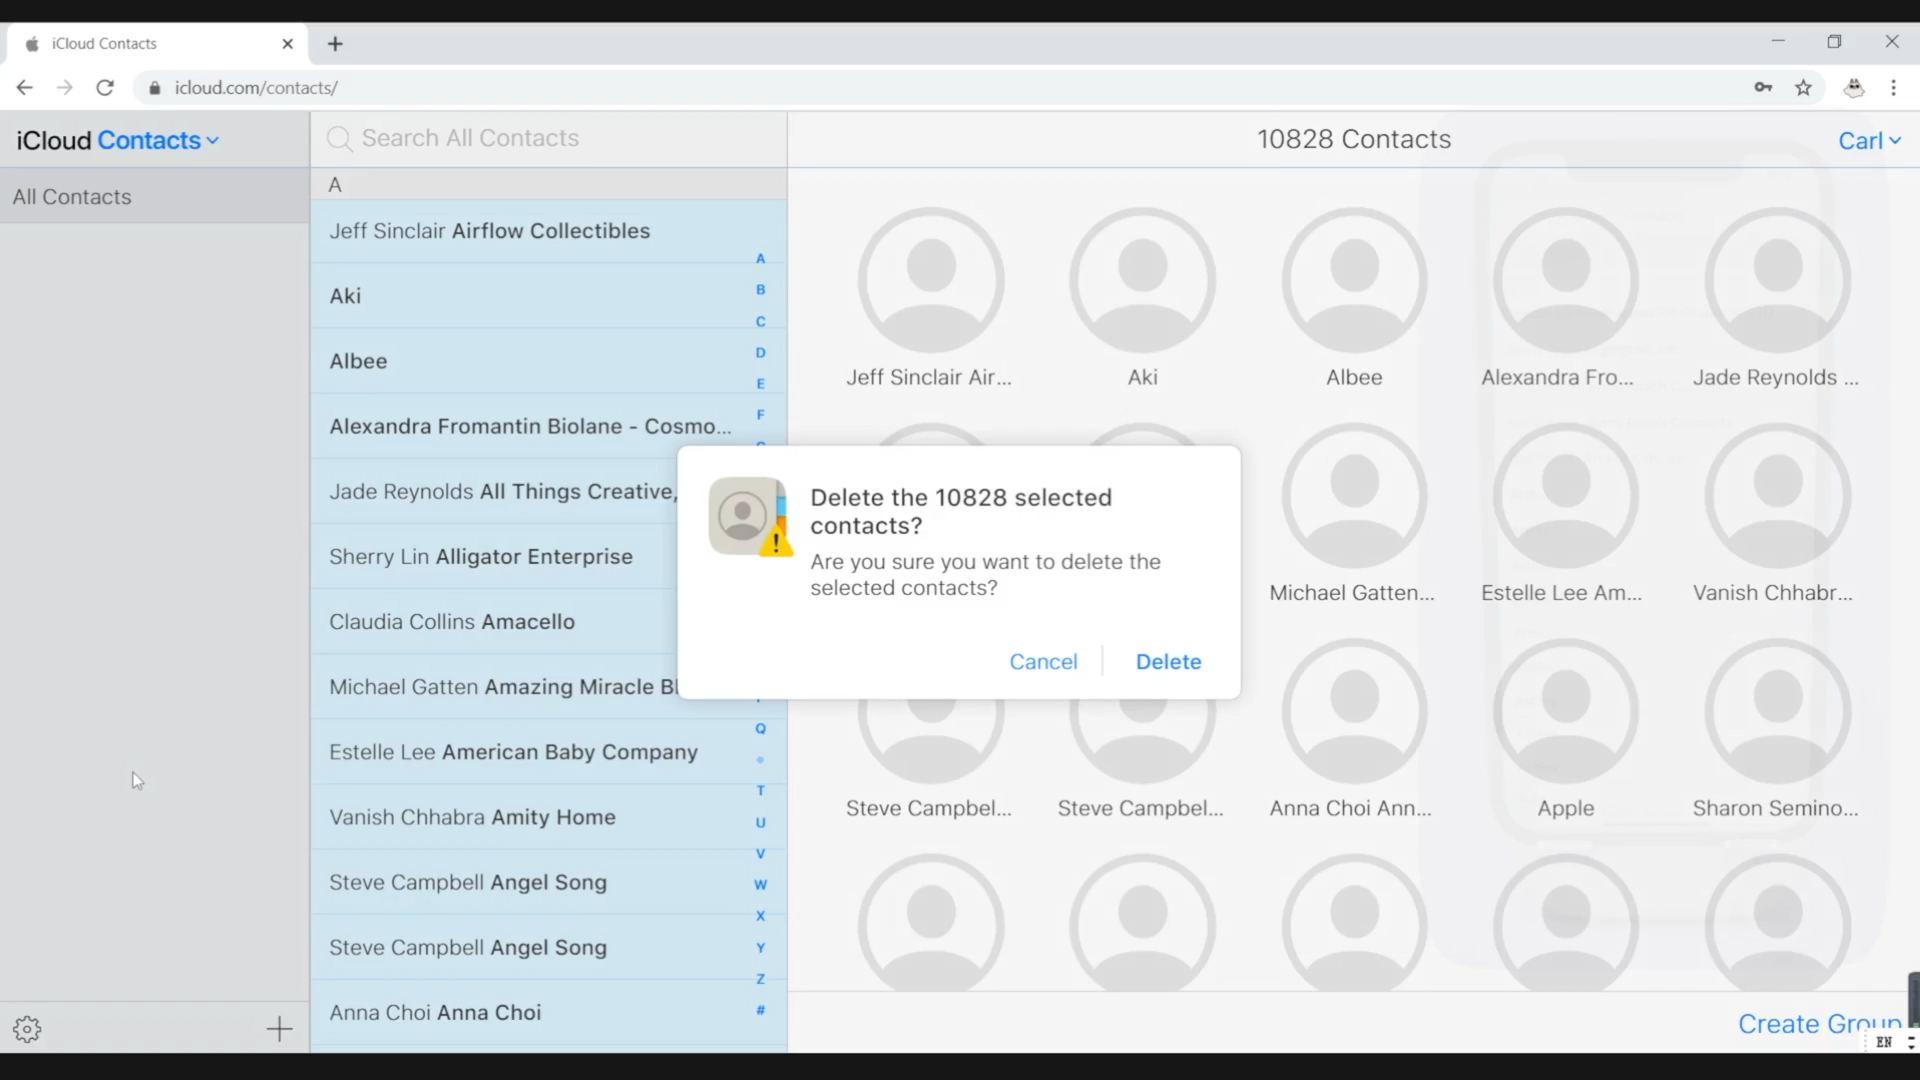 iCloud Contacts
icloud.com/contacts/
iCloud Contacts
Search All Contacts
10828 Contacts
Carl
All Contacts
A
Jeff Sinclair Airflow Collectibles
Aki
Albee
Alexandra Fromantin Biolane - Cosmo...
Jade Reynolds All Things Creative,
Sherry Lin Alligator Enterprise
Claudia Collins Amacello
Michael Gatten Amazing Miracle
Estelle Lee American Baby Company
Vanish Chhabra Amity Home
Steve Campbell Angel Song
Steve Campbell Angel Song
Anna Choi Anna Choi
A
B
C
D
E
F
Q
T
U
V
W
X
Y
Z
#
Jeff Sinclair Air... Aki Albee Alexandra Fro... Jade Reynolds ...
Michael Gatten... Estelle Lee Am... Vanish Chhabr...
Steve Campbel... Steve Campbel... Anna Choi Ann... Apple Sharon Semino...
Delete the 10828 selected
contacts?
Are you sure you want to delete the
selected contacts?
Cancel Delete
Create Group
EN